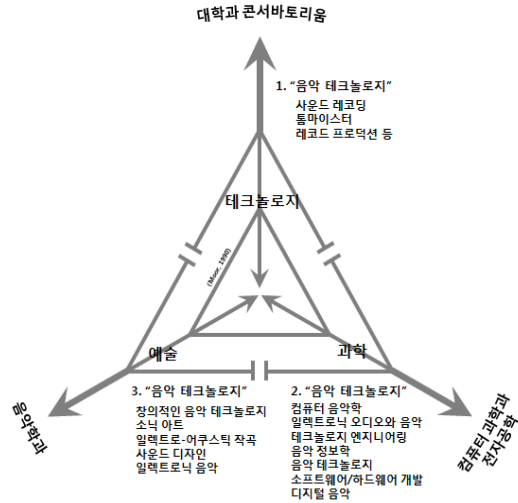 대학과 콘서바토리움
1. “음악 테크놀로지”
사운드 레코딩
톰마이스터
레코드 프로덕션 등
테크놀로지
(Moor, 1990)
예술
과학
3. “음악 테크놀로지”
창의적인 음악 테크놀로지
소닉 아트
일렉트로-어쿠스틱 작곡
사운드 디자인
일렉트로닉 음악
2. “음악 테크놀로지”
컴퓨터 음악학
일렉트로닉 오디오와 음악
테크놀로지 엔지니어링
음악 정보학
음악 테크놀로지
소프트웨어/하드웨어 개발
디지털 음악
음악학과
컴퓨터 과학과
전자공학